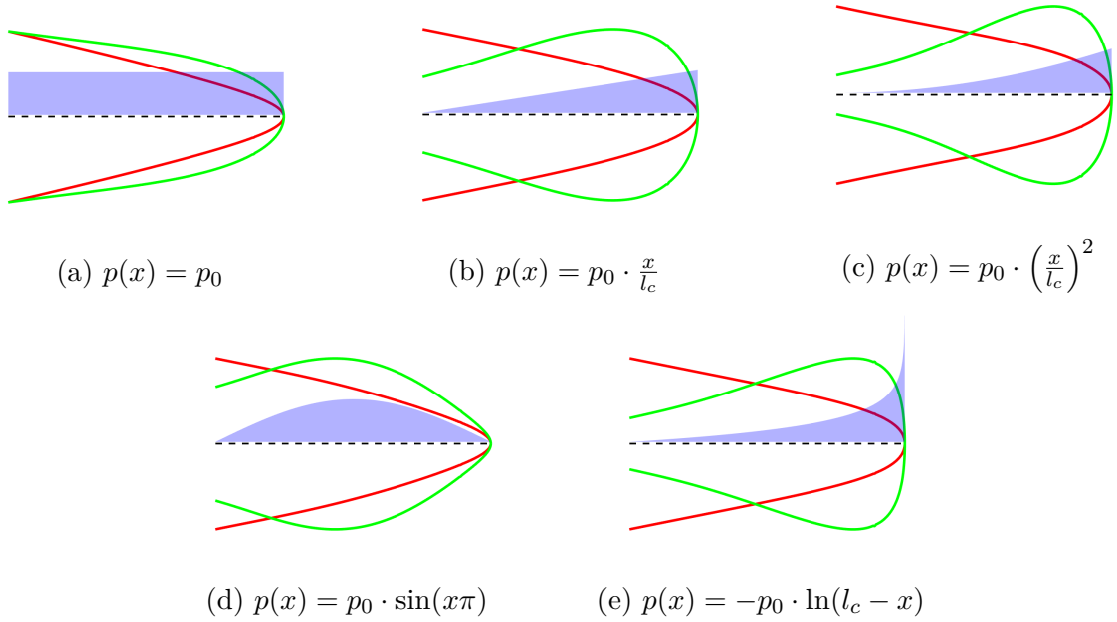 (a) p(x) = p₀
(b) p(x) = p₀ · x/l_c
(c) p(x) = p₀ · (x/l_c)²
(d) p(x) = p₀ · sin(xπ)
(e) p(x) = −p₀ · ln(l_c − x)